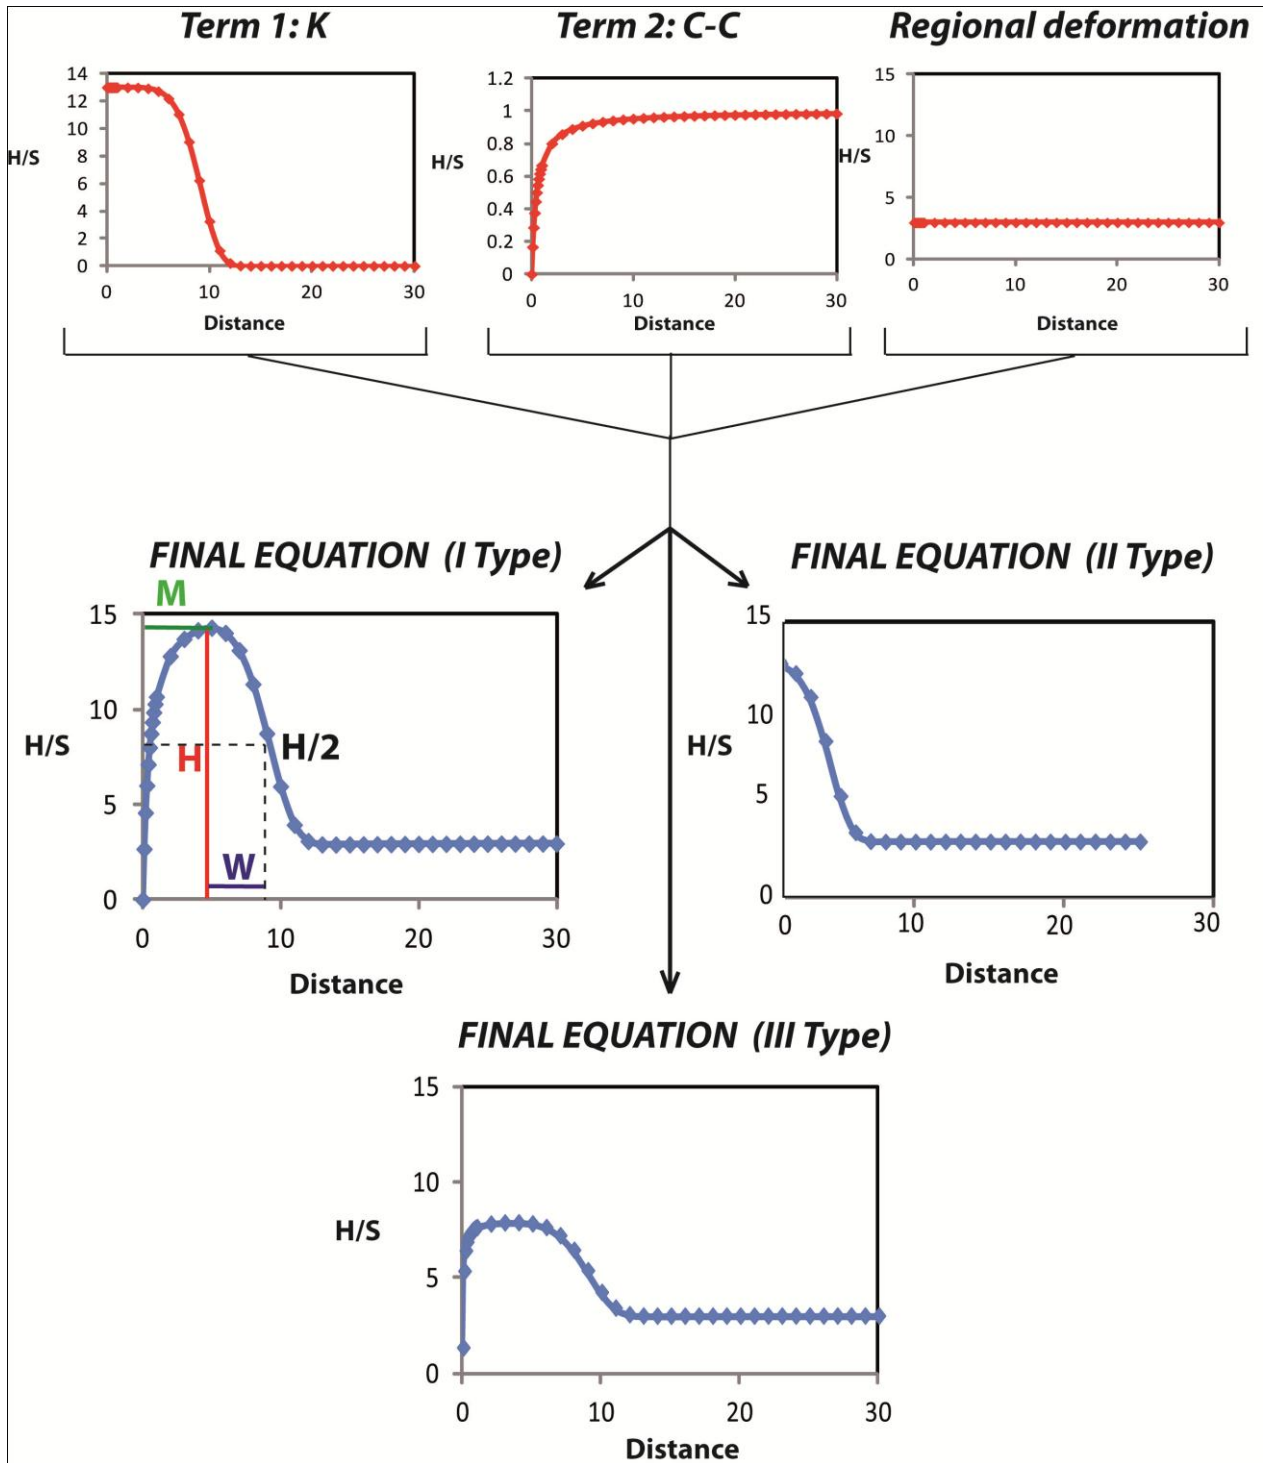 Term 1: K
Term 2: C-C
Regional deformation
14
12
10
8
6
4
2
0
H/S
0
10
20
30
Distance
1.2
1
0.8
0.6
0.4
0.2
0
H/S
0
10
20
30
Distance
15
10
5
0
H/S
0
10
20
30
Distance
FINAL EQUATION (I Type)
M
15
10
5
0
H/S
H
H/2
W
0
10
20
30
Distance
FINAL EQUATION (II Type)
15
10
5
0
H/S
0
10
20
30
Distance
FINAL EQUATION (III Type)
15
10
5
0
H/S
0
10
20
30
Distance